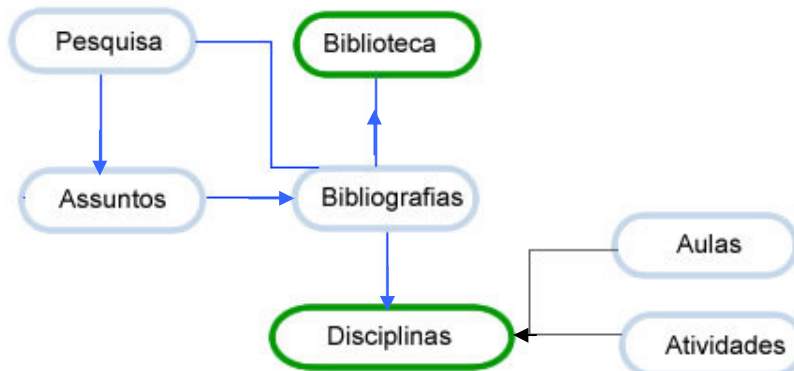 Pesquisa
Biblioteca
Assuntos
Bibliografias
Aulas
Disciplinas
Atividades